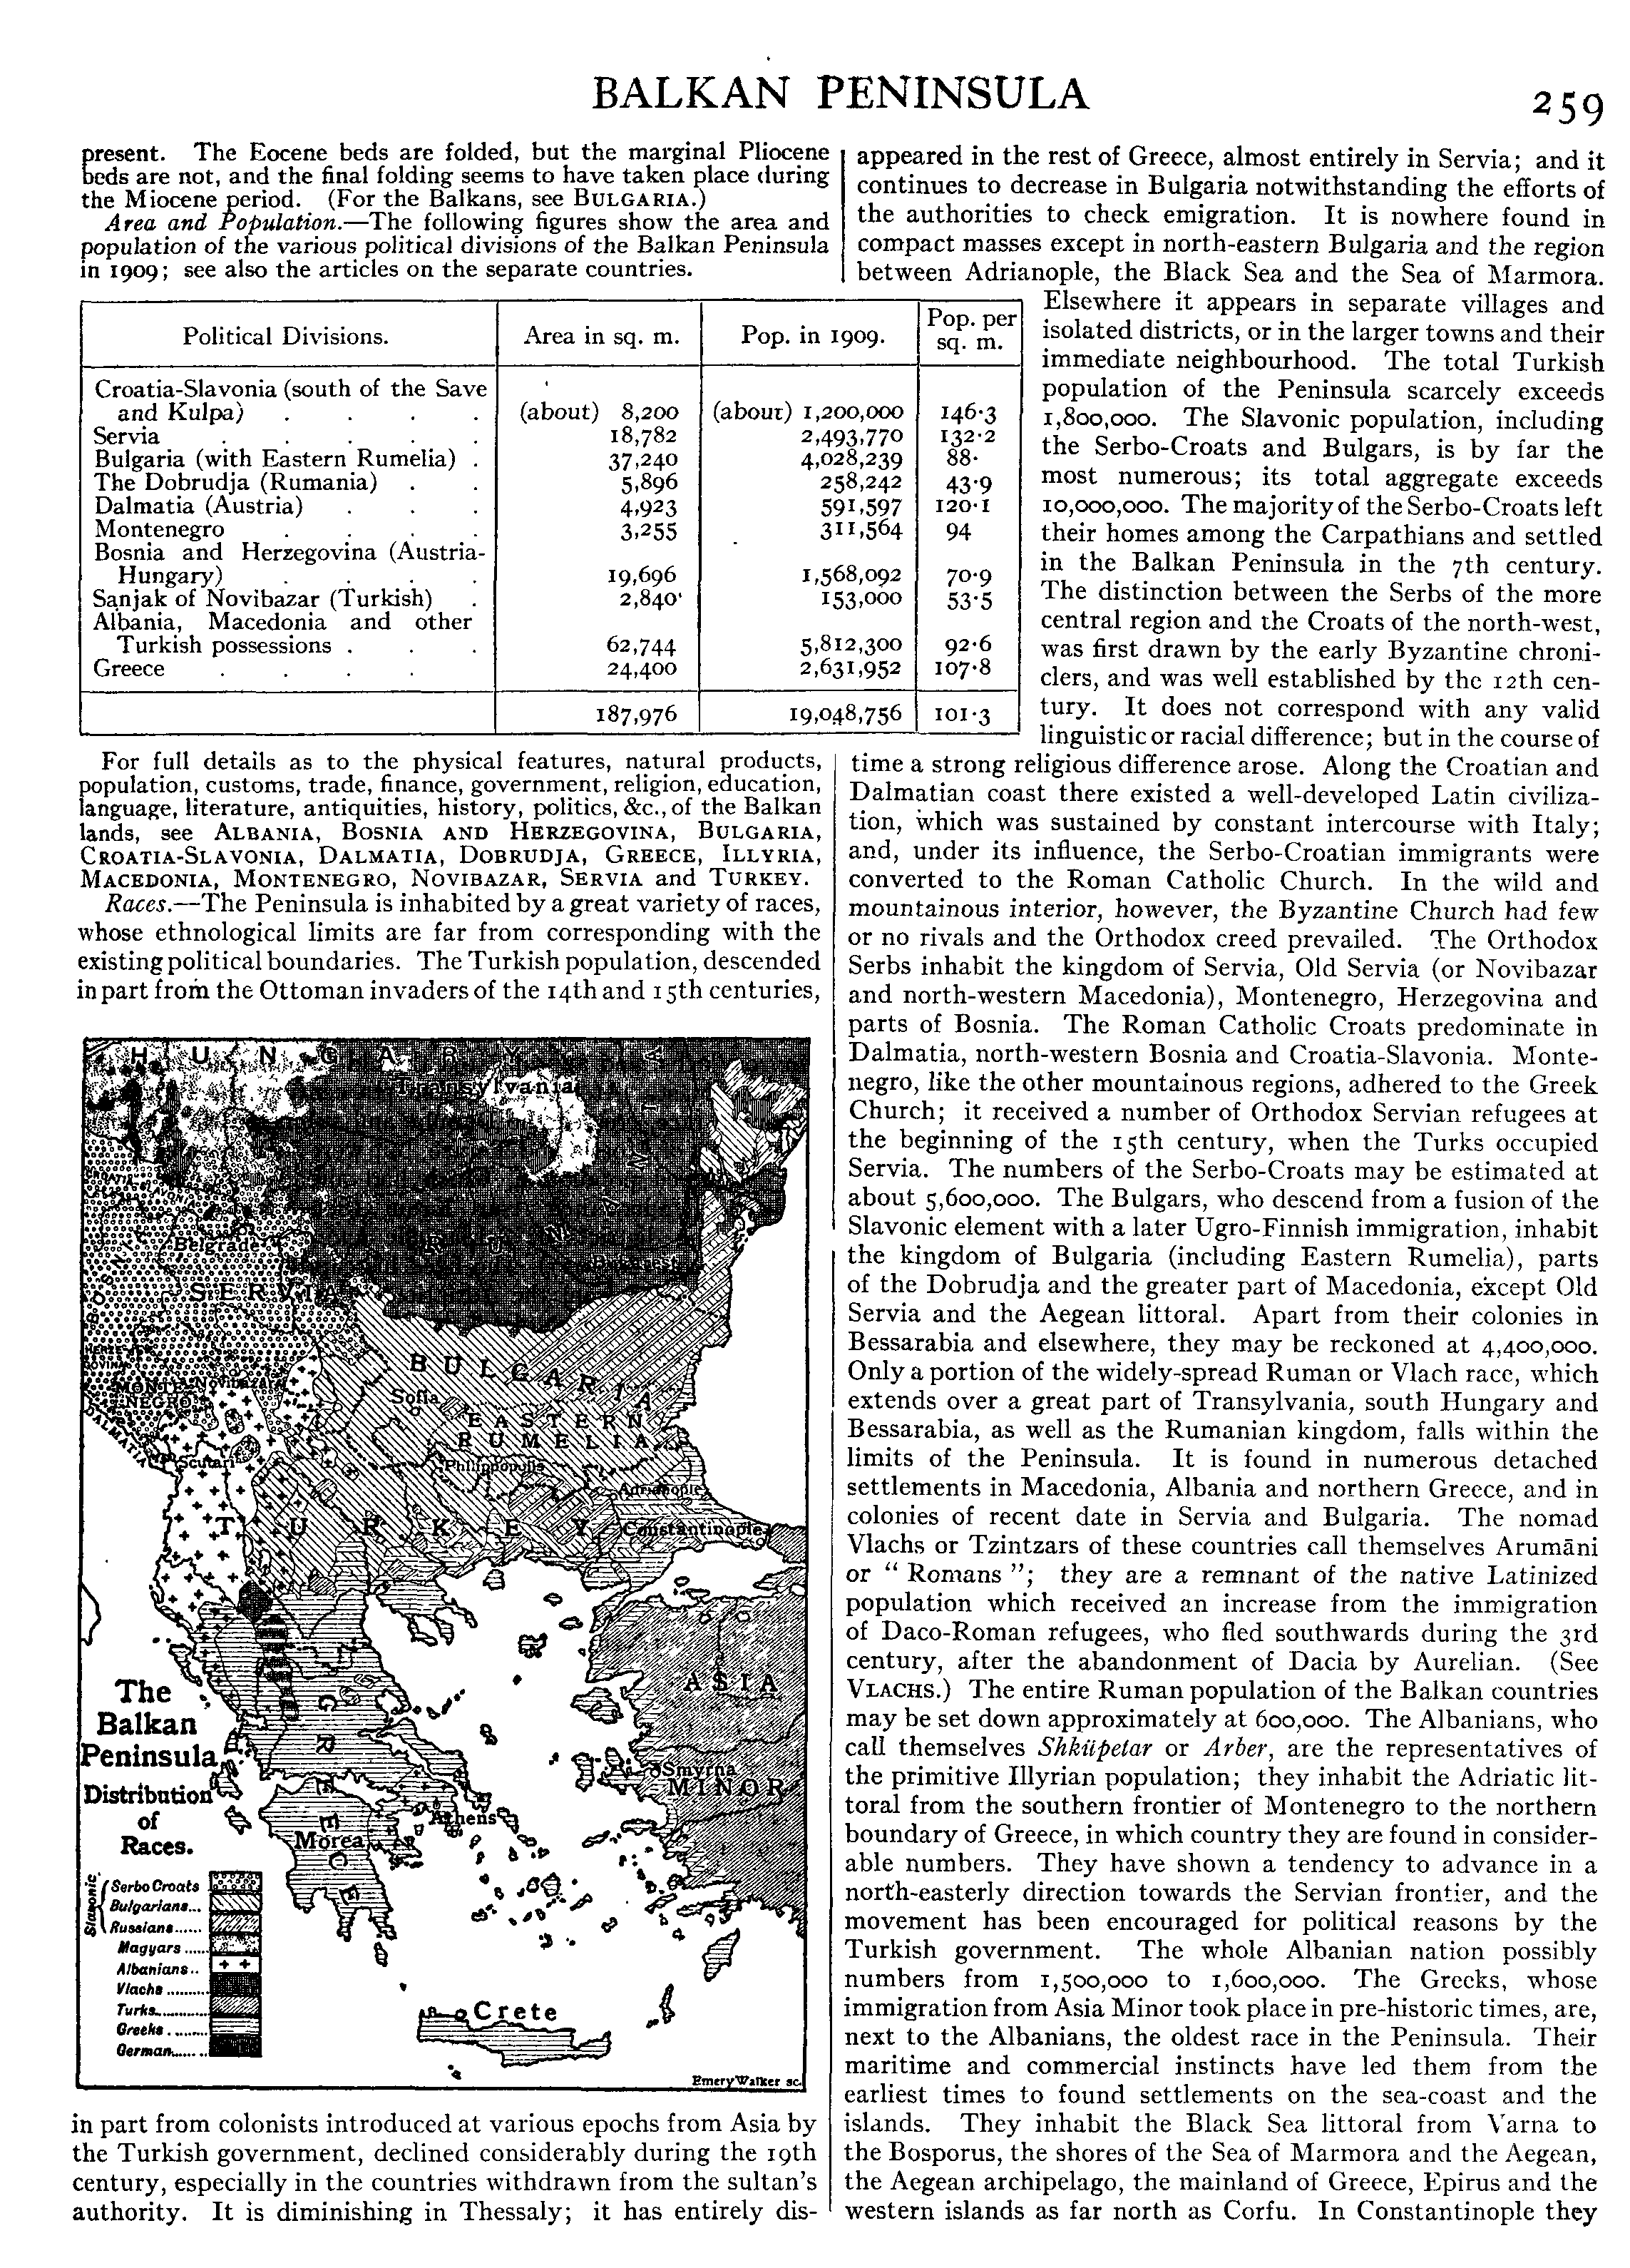 BALKAN PENINSULA
259
present. The Eocene beds are folded, but the marginal Pliocene
beds are not, and the final folding seems to have taken place during
the Miocene period. (For the Balkans, see BULGARIA.)
Area and Population.—The following figures show the area and
population of the various political divisions of the Balkan Peninsula
in 1909; see also the articles on the separate countries.
Political Divisions. Area in sq. m. Pop. in 1909. Pop. per sq. m.
Croatia-Slavonia (south of the Save
and Kulpa) . . . . (about) 8,200 (about) 1,200,000 146·3
Servia . . . . . 18,782 2,493,770 132·2
Bulgaria (with Eastern Rumelia) . 37,240 4,028,239 88·
The Dobrudja (Rumania) . . 5,896 258,242 43·9
Dalmatia (Austria) . . . 4,923 591,597 120·1
Montenegro . . . . 3,255 311,564 94
Bosnia and Herzegovina (Austria-
Hungary) . . . . 19,696 1,568,092 70·9
Sanjak of Novibazar (Turkish) . 2,840 153,000 53·5
Albania, Macedonia and other
Turkish possessions . . . 62,744 5,812,300 92·6
Greece . . . . 24,400 2,631,952 107·8
187,976 19,048,756 101·3
For full details as to the physical features, natural products,
population, customs, trade, finance, government, religion, education,
language, literature, antiquities, history, politics, &c., of the Balkan
lands, see ALBANIA, BOSNIA AND HERZEGOVINA, BULGARIA,
CROATIA-SLAVONIA, DALMATIA, DOBRUDJA, GREECE, ILLYRIA,
MACEDONIA, MONTENEGRO, NOVIBAZAR, SERVIA and TURKEY.
Races.—The Peninsula is inhabited by a great variety of races,
whose ethnological limits are far from corresponding with the
existing political boundaries. The Turkish population, descended
in part from the Ottoman invaders of the 14th and 15th centuries,
HUNGARY
Transylvania
Belgrade
BOSNIA
SERVIA
Bukarest
HERZEGOVINA
MONTENEGRO
Novibazar
DALMATIA
BULGARIA
Sofia
EASTERN
RUMELIA
Philippopolis
Scutari
Adrianople
TURKEY
Constantinople
ASIA
MINOR
Smyrna
GREECE
Athens
Morea
Crete
The
Balkan
Peninsula
Distribution
of
Races.
Slavonic
Serbo Croats
Bulgarians...
Russians......
Magyars .....
Albanians..
Vlachs ..........
Turks............
Greeks .........
German.......
Emery Walker sc.
in part from colonists introduced at various epochs from Asia by
the Turkish government, declined considerably during the 19th
century, especially in the countries withdrawn from the sultan's
authority. It is diminishing in Thessaly; it has entirely dis-
appeared in the rest of Greece, almost entirely in Servia; and it
continues to decrease in Bulgaria notwithstanding the efforts of
the authorities to check emigration. It is nowhere found in
compact masses except in north-eastern Bulgaria and the region
between Adrianople, the Black Sea and the Sea of Marmora.
Elsewhere it appears in separate villages and
isolated districts, or in the larger towns and their
immediate neighbourhood. The total Turkish
population of the Peninsula scarcely exceeds
1,800,000. The Slavonic population, including
the Serbo-Croats and Bulgars, is by far the
most numerous; its total aggregate exceeds
10,000,000. The majority of the Serbo-Croats left
their homes among the Carpathians and settled
in the Balkan Peninsula in the 7th century.
The distinction between the Serbs of the more
central region and the Croats of the north-west,
was first drawn by the early Byzantine chroni-
clers, and was well established by the 12th cen-
tury. It does not correspond with any valid
linguistic or racial difference; but in the course of
time a strong religious difference arose. Along the Croatian and
Dalmatian coast there existed a well-developed Latin civiliza-
tion, which was sustained by constant intercourse with Italy;
and, under its influence, the Serbo-Croatian immigrants were
converted to the Roman Catholic Church. In the wild and
mountainous interior, however, the Byzantine Church had few
or no rivals and the Orthodox creed prevailed. The Orthodox
Serbs inhabit the kingdom of Servia, Old Servia (or Novibazar
and north-western Macedonia), Montenegro, Herzegovina and
parts of Bosnia. The Roman Catholic Croats predominate in
Dalmatia, north-western Bosnia and Croatia-Slavonia. Monte-
negro, like the other mountainous regions, adhered to the Greek
Church; it received a number of Orthodox Servian refugees at
the beginning of the 15th century, when the Turks occupied
Servia. The numbers of the Serbo-Croats may be estimated at
about 5,600,000. The Bulgars, who descend from a fusion of the
Slavonic element with a later Ugro-Finnish immigration, inhabit
the kingdom of Bulgaria (including Eastern Rumelia), parts
of the Dobrudja and the greater part of Macedonia, except Old
Servia and the Aegean littoral. Apart from their colonies in
Bessarabia and elsewhere, they may be reckoned at 4,400,000.
Only a portion of the widely-spread Ruman or Vlach race, which
extends over a great part of Transylvania, south Hungary and
Bessarabia, as well as the Rumanian kingdom, falls within the
limits of the Peninsula. It is found in numerous detached
settlements in Macedonia, Albania and northern Greece, and in
colonies of recent date in Servia and Bulgaria. The nomad
Vlachs or Tzintzars of these countries call themselves Arumāni
or “ Romans ”; they are a remnant of the native Latinized
population which received an increase from the immigration
of Daco-Roman refugees, who fled southwards during the 3rd
century, after the abandonment of Dacia by Aurelian. (See
VLACHS.) The entire Ruman population of the Balkan countries
may be set down approximately at 600,000. The Albanians, who
call themselves Shküpetar or Arber, are the representatives of
the primitive Illyrian population; they inhabit the Adriatic lit-
toral from the southern frontier of Montenegro to the northern
boundary of Greece, in which country they are found in consider-
able numbers. They have shown a tendency to advance in a
north-easterly direction towards the Servian frontier, and the
movement has been encouraged for political reasons by the
Turkish government. The whole Albanian nation possibly
numbers from 1,500,000 to 1,600,000. The Greeks, whose
immigration from Asia Minor took place in pre-historic times, are,
next to the Albanians, the oldest race in the Peninsula. Their
maritime and commercial instincts have led them from the
earliest times to found settlements on the sea-coast and the
islands. They inhabit the Black Sea littoral from Varna to
the Bosporus, the shores of the Sea of Marmora and the Aegean,
the Aegean archipelago, the mainland of Greece, Epirus and the
western islands as far north as Corfu. In Constantinople they